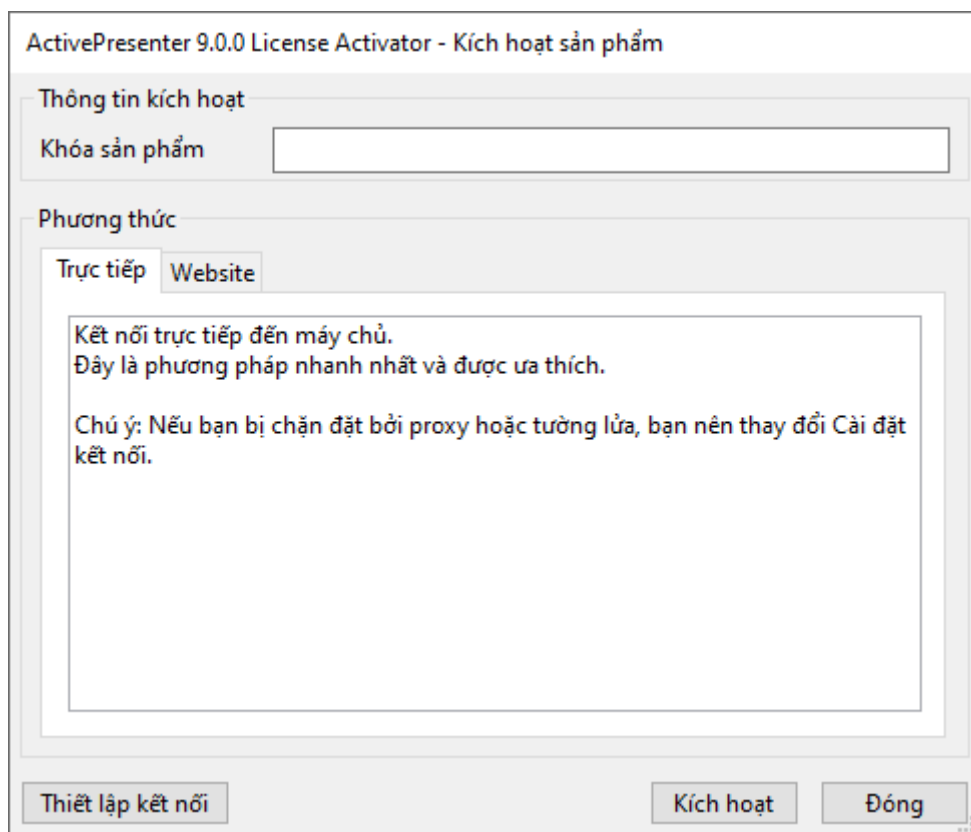 ActivePresenter 9.0.0 License Activator - Kích hoạt sản phẩm
Thông tin kích hoạt
Khóa sản phẩm
Phương thức
Trực tiếp
Website
Kết nối trực tiếp đến máy chủ.
Đây là phương pháp nhanh nhất và được ưa thích.
Chú ý: Nếu bạn bị chặn đặt bởi proxy hoặc tường lửa, bạn nên thay đổi Cài đặt
kết nối.
Thiết lập kết nối
Kích hoạt
Đóng